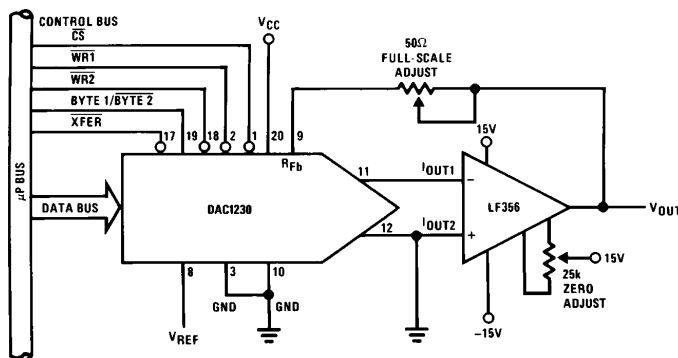 CONTROL BUS
CS
WR1
WR2
BYTE 1/BYTE 2
XFER
17
19
18
2
1
20
9
VCC
50Ω
FULL-SCALE
ADJUST
RFb
μP BUS
DATA BUS
DAC1230
11
IOUT1
12
IOUT2
15V
−
LF356
+
VOUT
15V
25k
ZERO
ADJUST
−15V
8
3
10
GND
GND
VREF